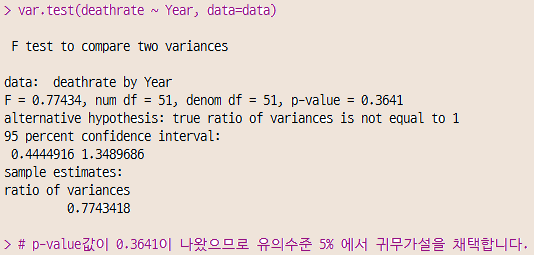 > var.test(deathrate ~ Year, data=data)
F test to compare two variances
data:  deathrate by Year
F = 0.77434, num df = 51, denom df = 51, p-value = 0.3641
alternative hypothesis: true ratio of variances is not equal to 1
95 percent confidence interval:
0.4444916 1.3489686
sample estimates:
ratio of variances
0.7743418
> # p-value값이 0.3641이 나왔으므로 유의수준 5% 에서 귀무가설을 채택합니다.